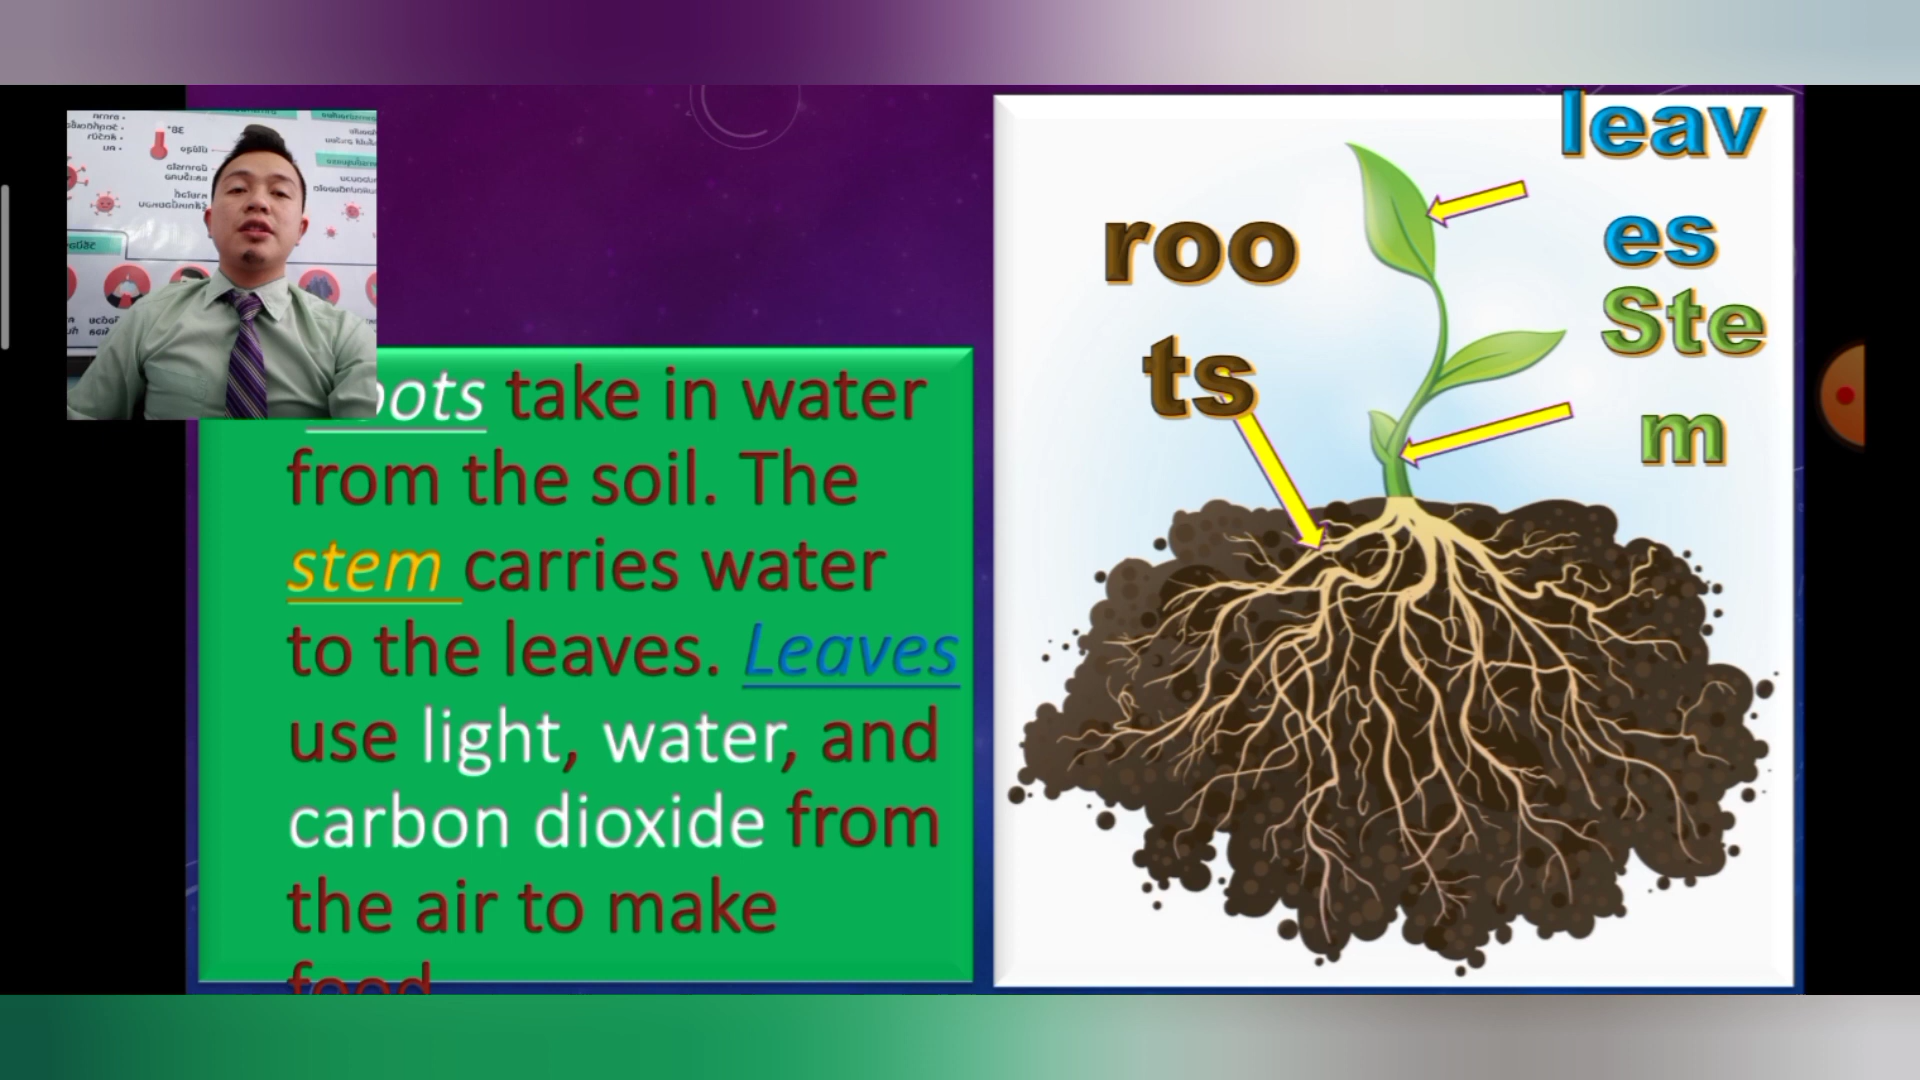 take in water
from the soil. The
stem carries water
to the leaves. Leaves
use light, water, and
carbon dioxide from
the air to make
food
roo
ts
leav
es
Ste
m